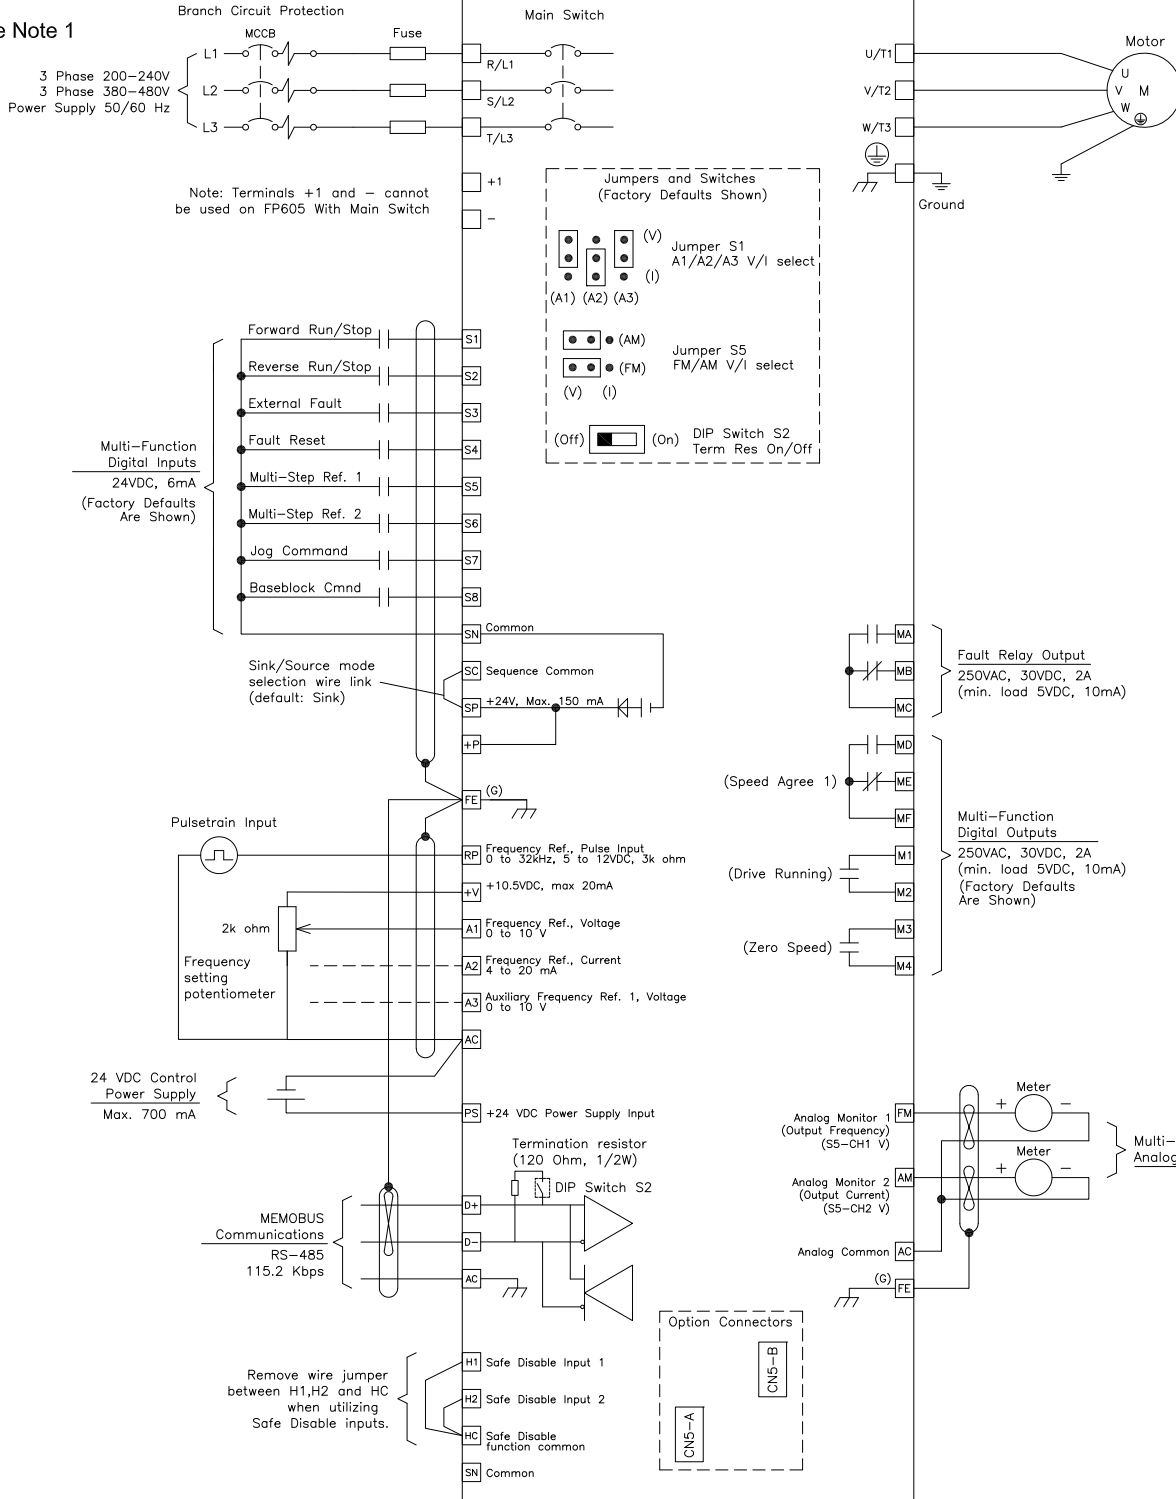 Branch Circuit Protection
Main Switch
e Note 1
MCCB
Fuse
Motor
L1
R/L1
U/T1
U
3 Phase 200-240V
3 Phase 380-480V
Power Supply 50/60 Hz
L2
S/L2
V/T2
V M
W
L3
T/L3
W/T3
+1
Note: Terminals +1 and - cannot
be used on FP605 With Main Switch
-
Ground
Jumpers and Switches
(Factory Defaults Shown)
(V)
Jumper S1
A1/A2/A3 V/I select
(I)
(A1) (A2) (A3)
(AM)
Jumper S5
FM/AM V/I select
(FM)
(V) (I)
(Off)
(On)
DIP Switch S2
Term Res On/Off
Forward Run/Stop
S1
Reverse Run/Stop
S2
External Fault
S3
Fault Reset
S4
Multi-Function
Digital Inputs
24VDC, 6mA
(Factory Defaults
Are Shown)
Multi-Step Ref. 1
S5
Multi-Step Ref. 2
S6
Jog Command
S7
Baseblock Cmnd
S8
SN
Common
Sink/Source mode
selection wire link
(default: Sink)
SC
Sequence Common
SP
+24V, Max. 150 mA
+P
FE
(G)
MA
MB
MC
Fault Relay Output
250VAC, 30VDC, 2A
(min. load 5VDC, 10mA)
MD
(Speed Agree 1)
ME
MF
(Drive Running)
M1
M2
(Zero Speed)
M3
M4
Multi-Function
Digital Outputs
250VAC, 30VDC, 2A
(min. load 5VDC, 10mA)
(Factory Defaults
Are Shown)
Pulsetrain Input
RP
Frequency Ref., Pulse Input
0 to 32kHz, 5 to 12VDC, 3k ohm
+V
+10.5VDC, max 20mA
2k ohm
A1
Frequency Ref., Voltage
0 to 10 V
Frequency
setting
potentiometer
A2
Frequency Ref., Current
4 to 20 mA
A3
Auxiliary Frequency Ref. 1, Voltage
0 to 10 V
AC
24 VDC Control
Power Supply
Max. 700 mA
PS
+24 VDC Power Supply Input
Termination resistor
(120 Ohm, 1/2W)
DIP Switch S2
MEMOBUS
Communications
RS-485
115.2 Kbps
D+
D-
AC
Analog Monitor 1
(Output Frequency)
(S5-CH1 V)
FM
Meter
+
-
Analog Monitor 2
(Output Current)
(S5-CH2 V)
AM
Meter
+
-
Multi-
Analog
Analog Common
AC
(G)
FE
Option Connectors
CN5-B
CN5-A
Remove wire jumper
between H1,H2 and HC
when utilizing
Safe Disable inputs.
H1
Safe Disable Input 1
H2
Safe Disable Input 2
HC
Safe Disable
function common
SN
Common